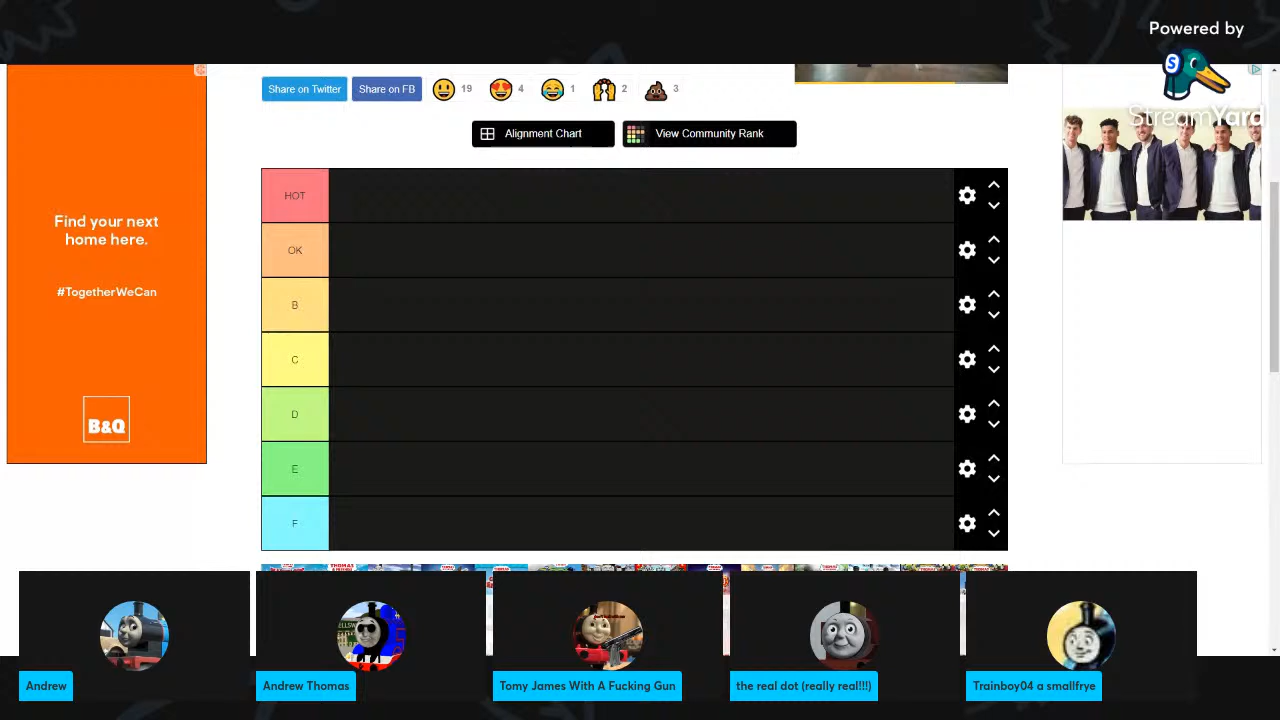 Powered by
S
StreamYard
Share on Twitter
Share on FB
19
4
1
2
3
Alignment Chart
View Community Rank
Find your next
home here.
#TogetherWeCan
B&Q
HOT
OK
B
C
D
E
F
Andrew
Andrew Thomas
Tomy James With A Fucking Gun
the real dot (really real!!!)
Trainboy04 a smallfrye